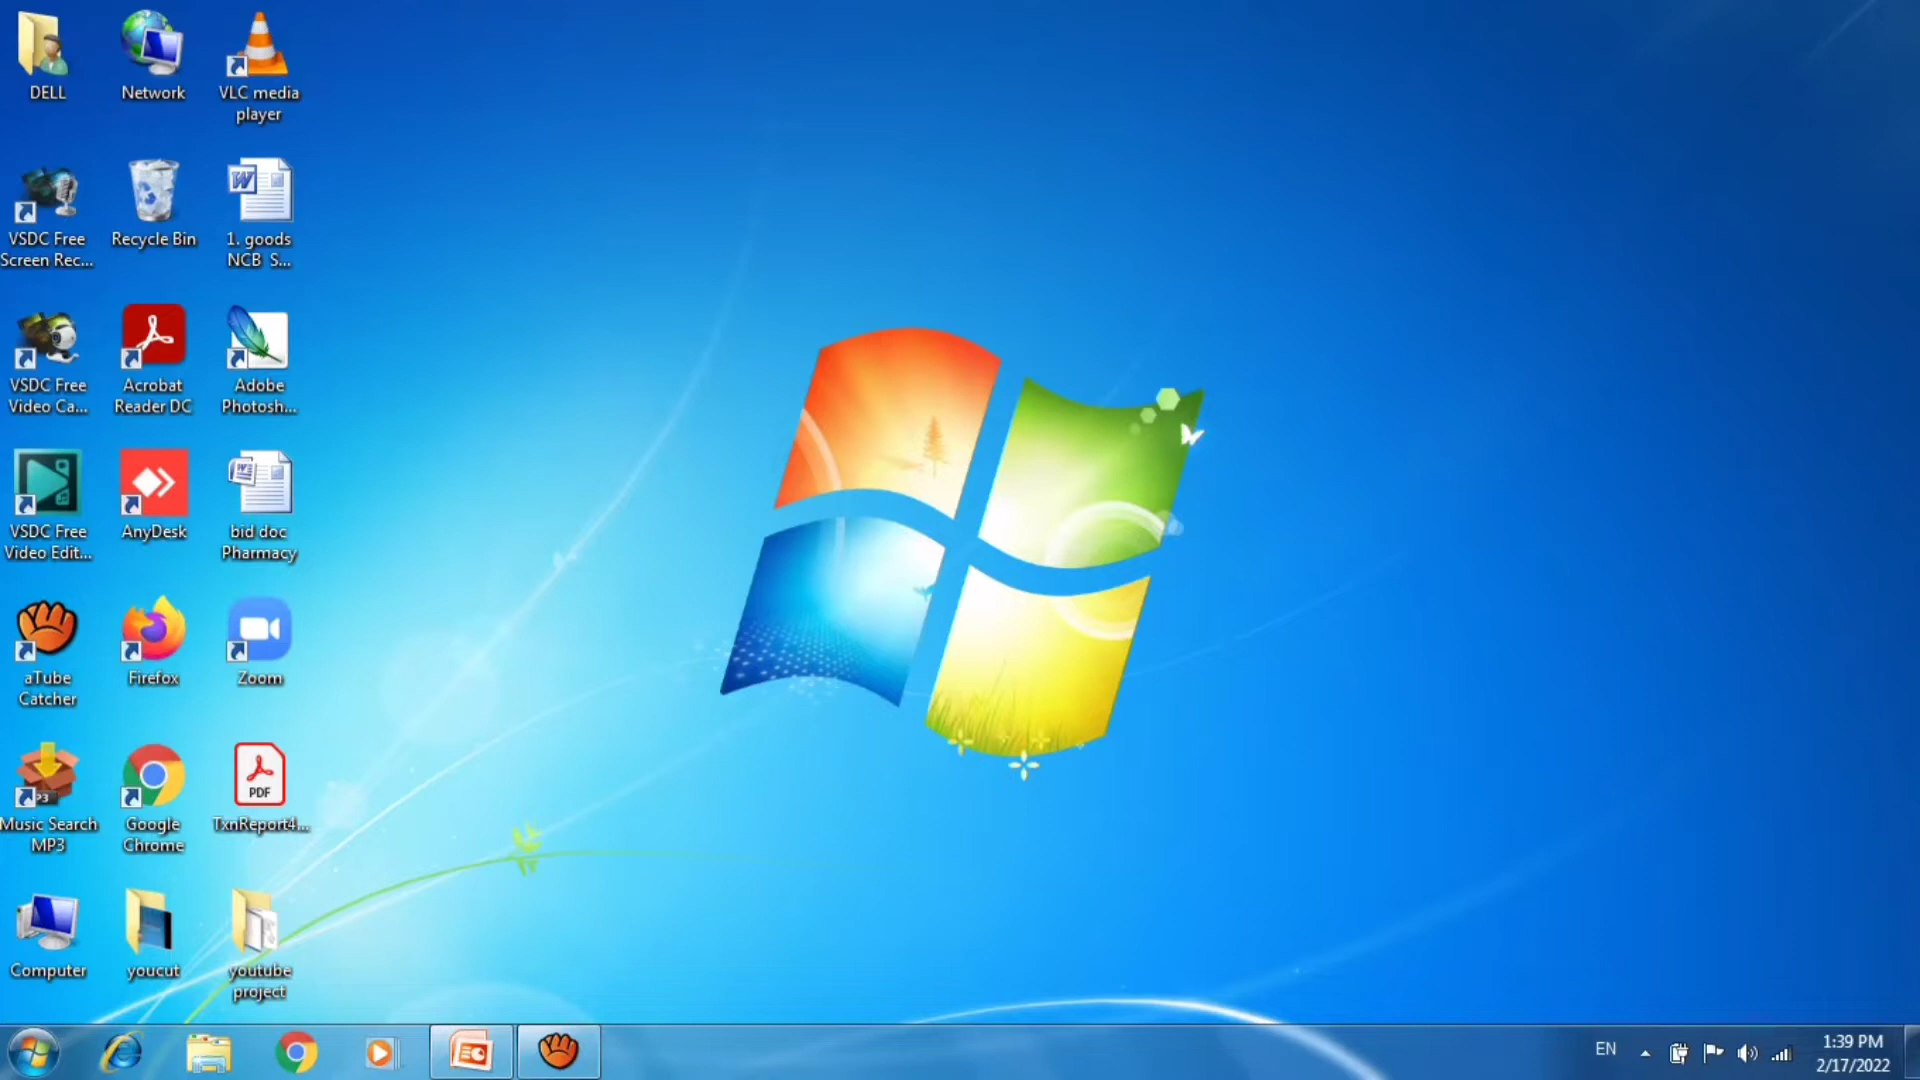 DELL
Network
VLC media
player
VSDC Free
Screen Rec...
Recycle Bin
1. goods
NCB S...
VSDC Free
Video Ca...
Acrobat
Reader DC
Adobe
Photosh...
VSDC Free
Video Edit...
AnyDesk
bid doc
Pharmacy
aTube
Catcher
Firefox
Zoom
Music Search
MP3
Google
Chrome
PDF
TxnReport4...
Computer
youcut
youtube
project
EN
1:39 PM
2/17/2022